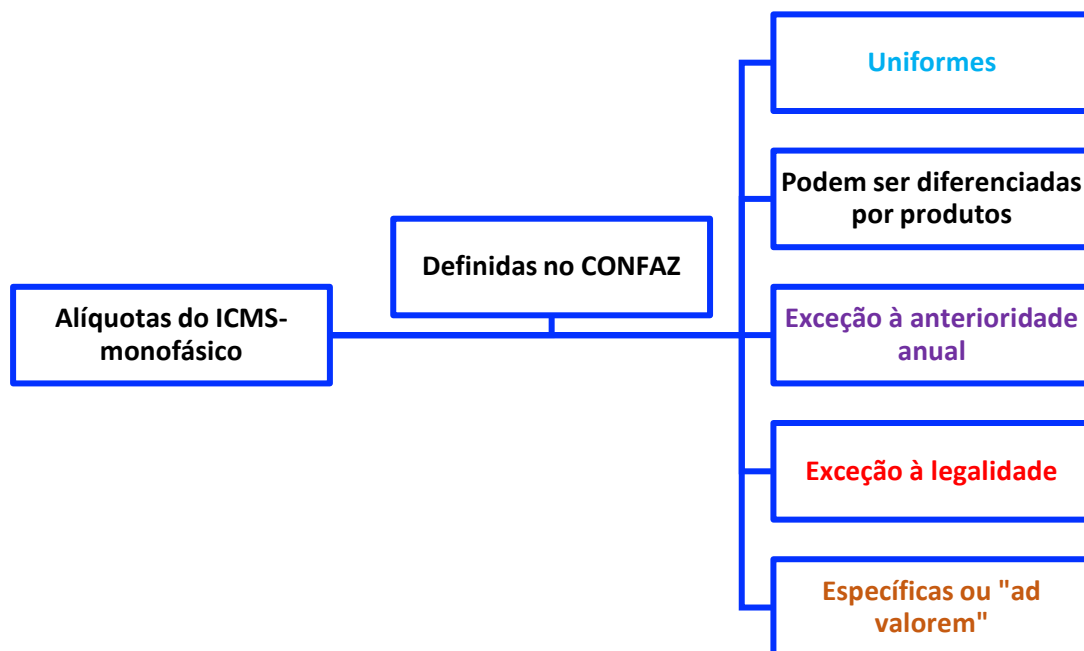 Alíquotas do ICMS-
monofásico
Definidas no CONFAZ
Uniformes
Podem ser diferenciadas
por produtos
Exceção à anterioridade
anual
Exceção à legalidade
Específicas ou "ad
valorem"